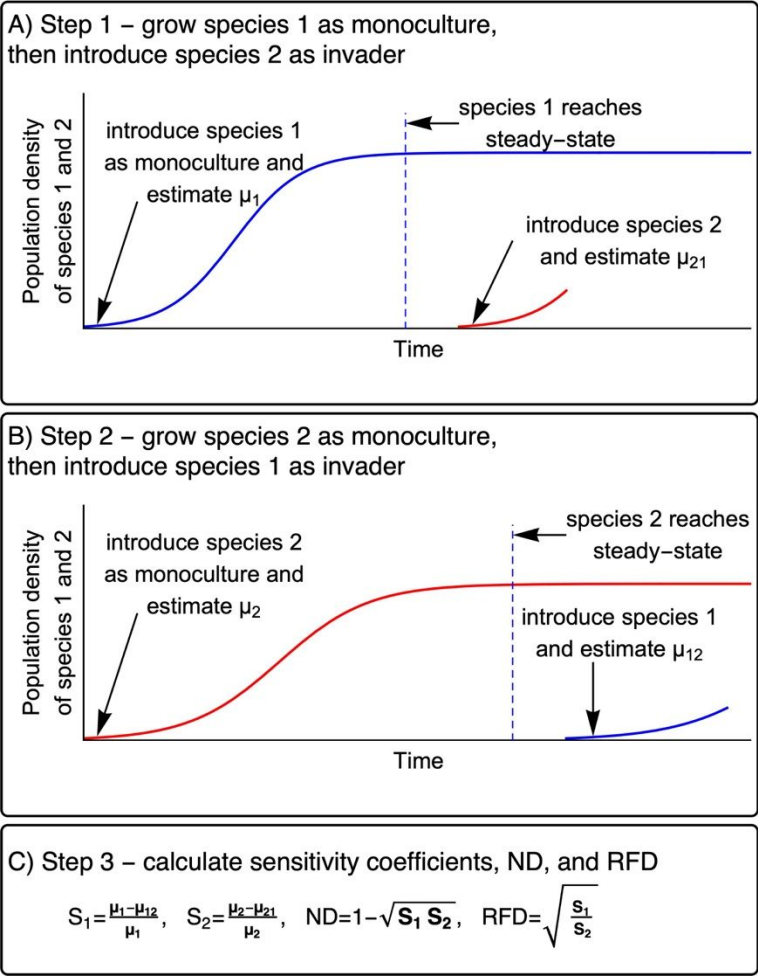 A) Step 1 – grow species 1 as monoculture,
then introduce species 2 as invader
Population density
of species 1 and 2
introduce species 1
as monoculture and
estimate μ₁
species 1 reaches
steady–state
introduce species 2
and estimate μ₂₁
Time
B) Step 2 – grow species 2 as monoculture,
then introduce species 1 as invader
Population density
of species 1 and 2
introduce species 2
as monoculture and
estimate μ₂
species 2 reaches
steady–state
introduce species 1
and estimate μ₁₂
Time
C) Step 3 – calculate sensitivity coefficients, ND, and RFD
S₁=(μ₁–μ₁₂)/μ₁, S₂=(μ₂–μ₂₁)/μ₂, ND=1–√(S₁ S₂), RFD=√(S₁/S₂)